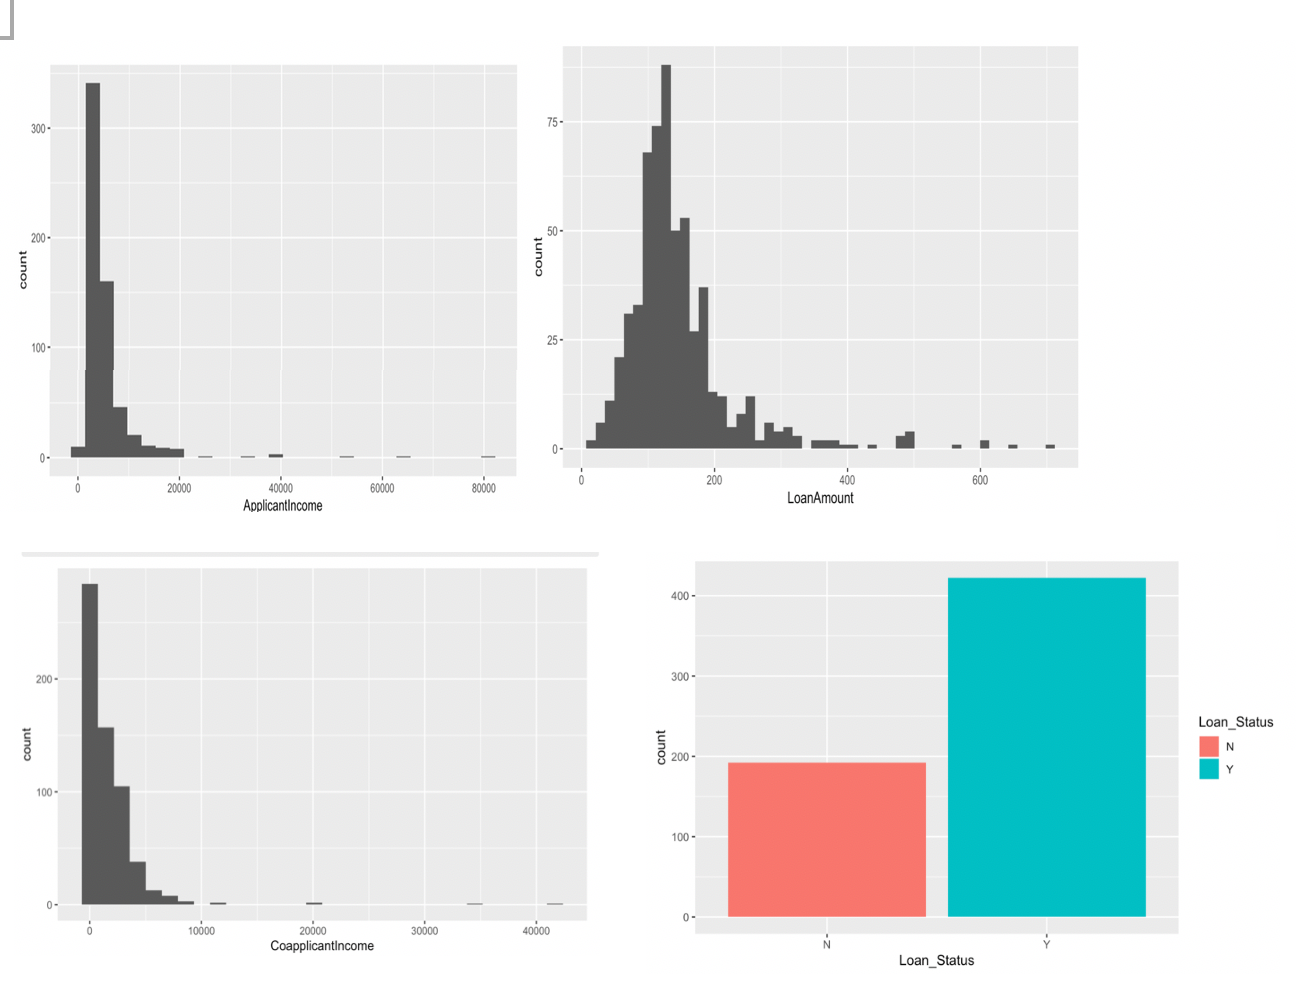 300
200
100
0
count
0 20000 40000 60000 80000
ApplicantIncome
75
50
25
0
count
0 200 400 600
LoanAmount
200
100
0
count
0 10000 20000 30000 40000
CoapplicantIncome
400
300
200
100
0
count
N Y
Loan_Status
Loan_Status
N
Y